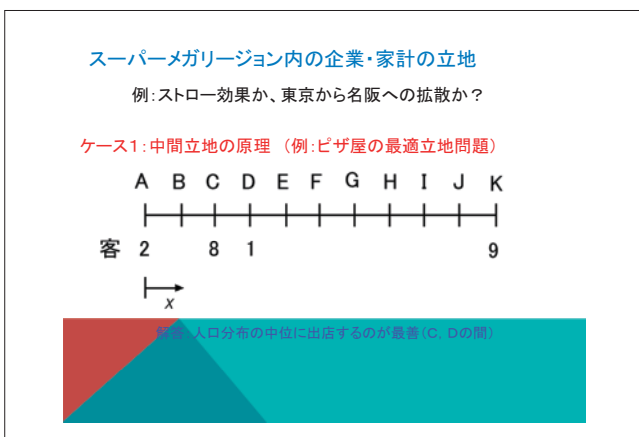 スーパーメガリージョン内の企業・家計の立地
例:ストロー効果か、東京から名阪への拡散か?
ケース1:中間立地の原理 (例:ピザ屋の最適立地問題)
A B C D E F G H I J K
客 2 8 1 9
x
解答:人口分布の中位に出店するのが最善(C, Dの間)